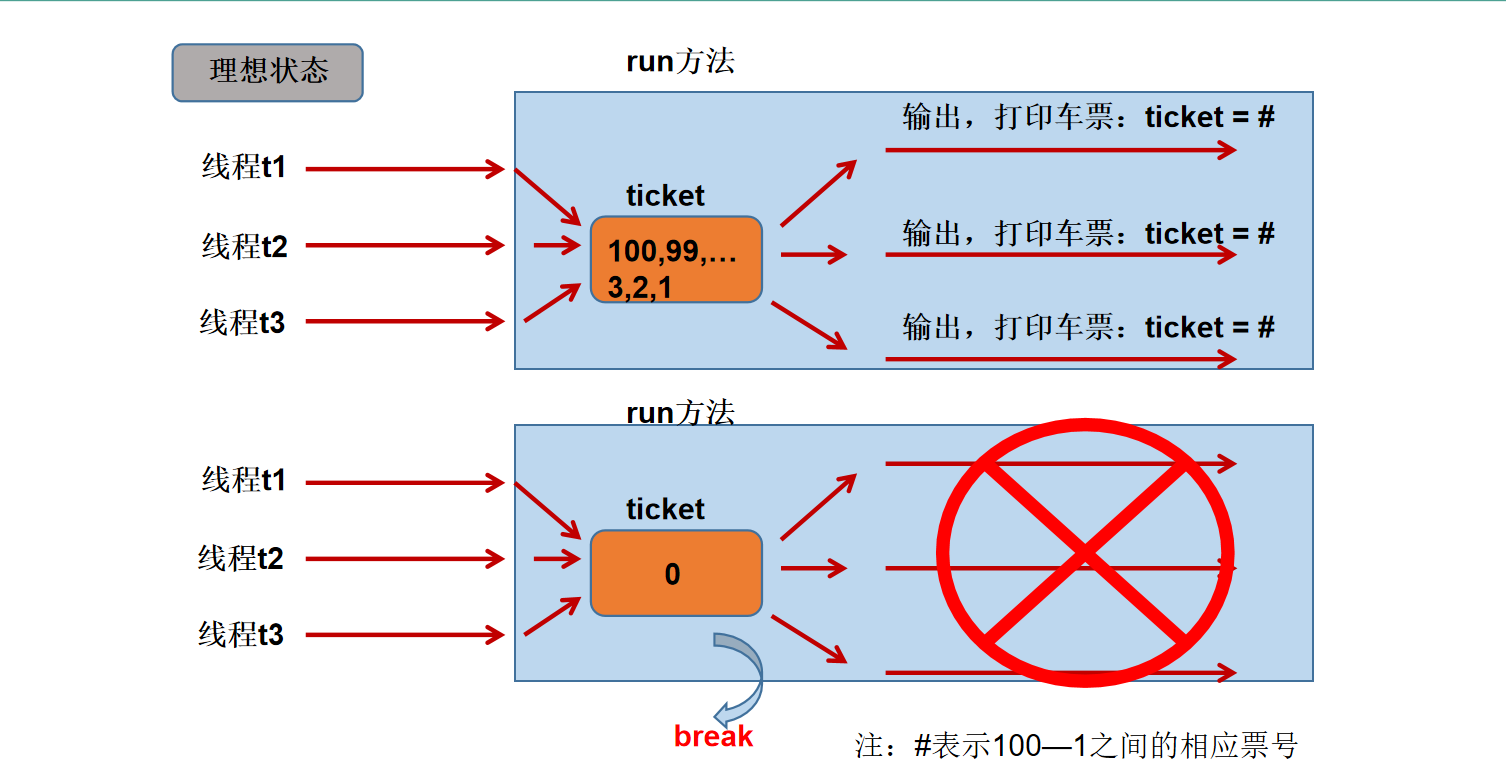 理想状态
run方法
输出，打印车票：ticket = #
线程t1
ticket
线程t2
100,99,…
3,2,1
输出，打印车票：ticket = #
线程t3
输出，打印车票：ticket = #
run方法
线程t1
ticket
线程t2
0
线程t3
break
注：#表示100—1之间的相应票号